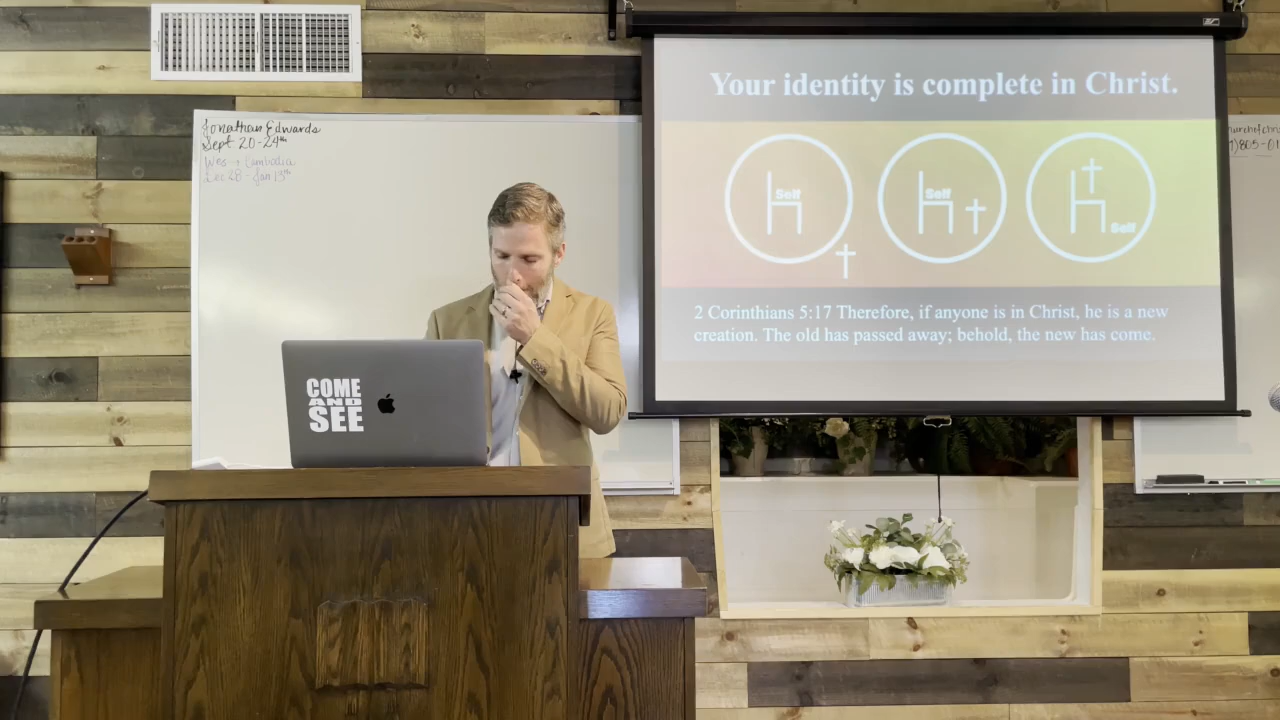 Jonathan Edwards
Sept 20-24th
Wes → Cambodia
Dec 28 - Jan 13th
COME
AND
SEE
Your identity is complete in Christ.
Self
Self
Self
2 Corinthians 5:17 Therefore, if anyone is in Christ, he is a new
creation. The old has passed away; behold, the new has come.